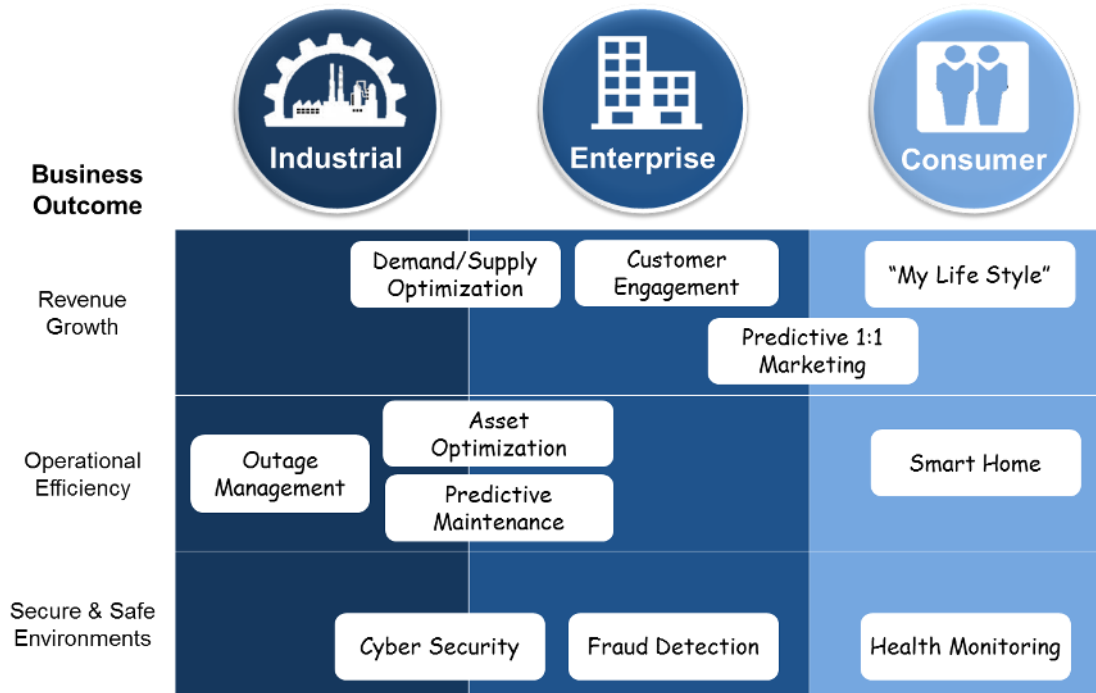 Industrial
Enterprise
Consumer
Business
Outcome
Revenue
Growth
Demand/Supply
Optimization
Customer
Engagement
“My Life Style”
Predictive 1:1
Marketing
Operational
Efficiency
Outage
Management
Asset
Optimization
Predictive
Maintenance
Smart Home
Secure & Safe
Environments
Cyber Security
Fraud Detection
Health Monitoring